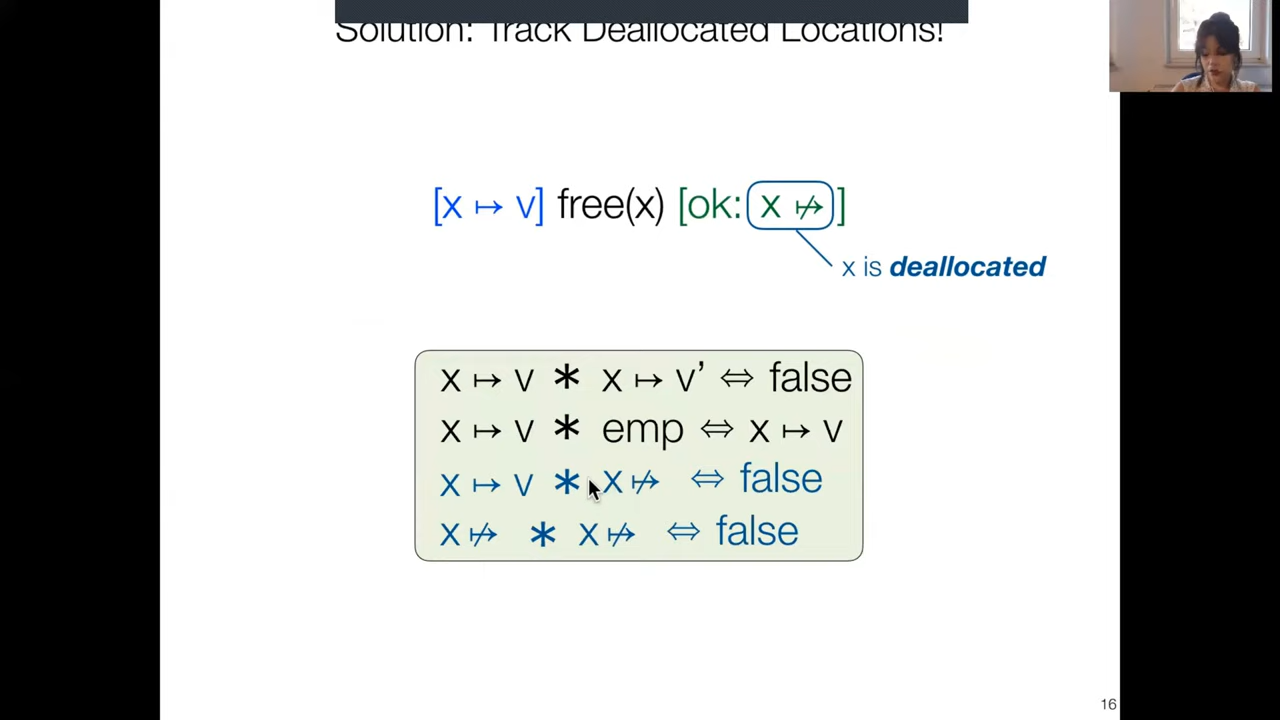 Solution: Track Deallocated Locations!
[x ↦ v] free(x) [ok: x ↦̸ ]
x is deallocated
x ↦ v * x ↦ v' ⇔ false
x ↦ v * emp ⇔ x ↦ v
x ↦ v * x ↦̸ ⇔ false
x ↦̸ * x ↦̸ ⇔ false
16